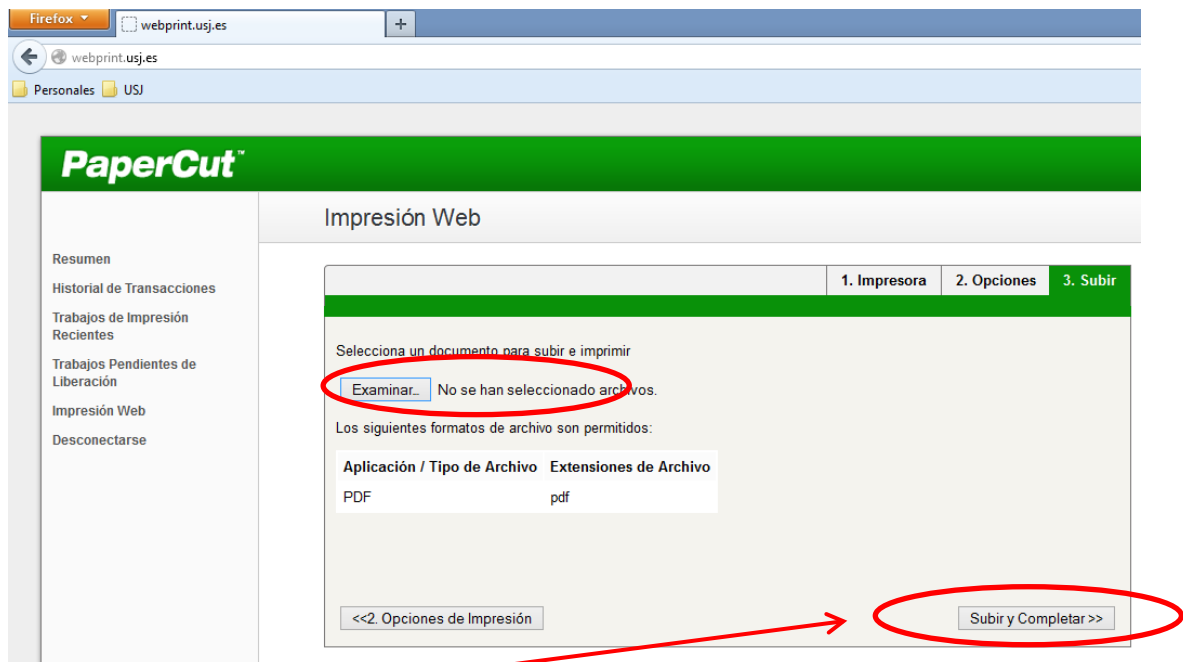 Firefox
webprint.usj.es
+
webprint.usj.es
Personales USJ
PaperCut™
Impresión Web
Resumen
Historial de Transacciones
Trabajos de Impresión
Recientes
Trabajos Pendientes de
Liberación
Impresión Web
Desconectarse
1. Impresora 2. Opciones 3. Subir
Selecciona un documento para subir e imprimir
Examinar... No se han seleccionado archivos.
Los siguientes formatos de archivo son permitidos:
Aplicación / Tipo de Archivo Extensiones de Archivo
PDF pdf
<<2. Opciones de Impresión Subir y Completar >>